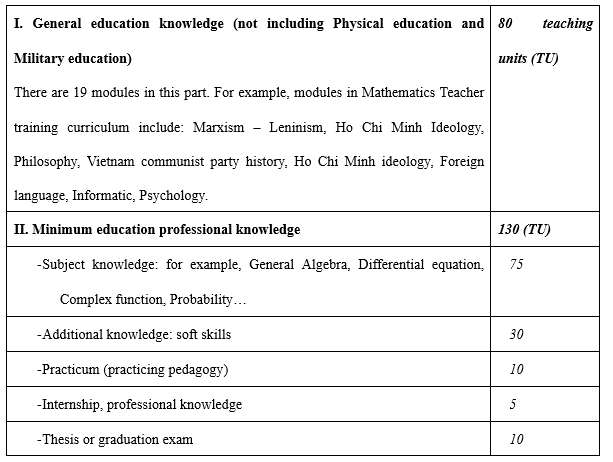 I. General education knowledge (not including Physical education and
Military education)
There are 19 modules in this part. For example, modules in Mathematics Teacher
training curriculum include: Marxism – Leninism, Ho Chi Minh Ideology,
Philosophy, Vietnam communist party history, Ho Chi Minh ideology, Foreign
language, Informatic, Psychology.
80 teaching
units (TU)
II. Minimum education professional knowledge
130 (TU)
-Subject knowledge: for example, General Algebra, Differential equation,
Complex function, Probability…
75
-Additional knowledge: soft skills
30
-Practicum (practicing pedagogy)
10
-Internship, professional knowledge
5
-Thesis or graduation exam
10